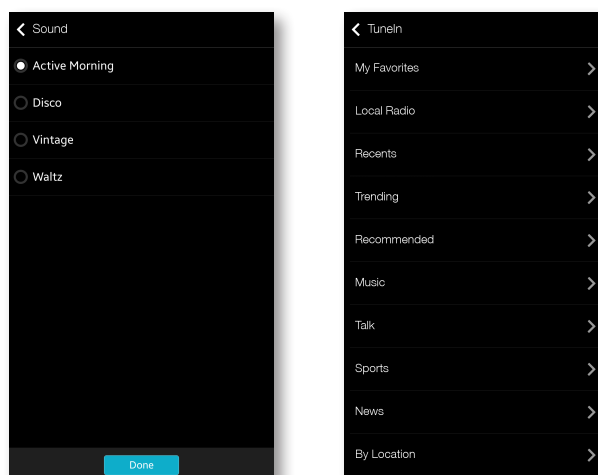 Sound
Active Morning
Disco
Vintage
Waltz
Done
TuneIn
My Favorites
Local Radio
Recents
Trending
Recommended
Music
Talk
Sports
News
By Location